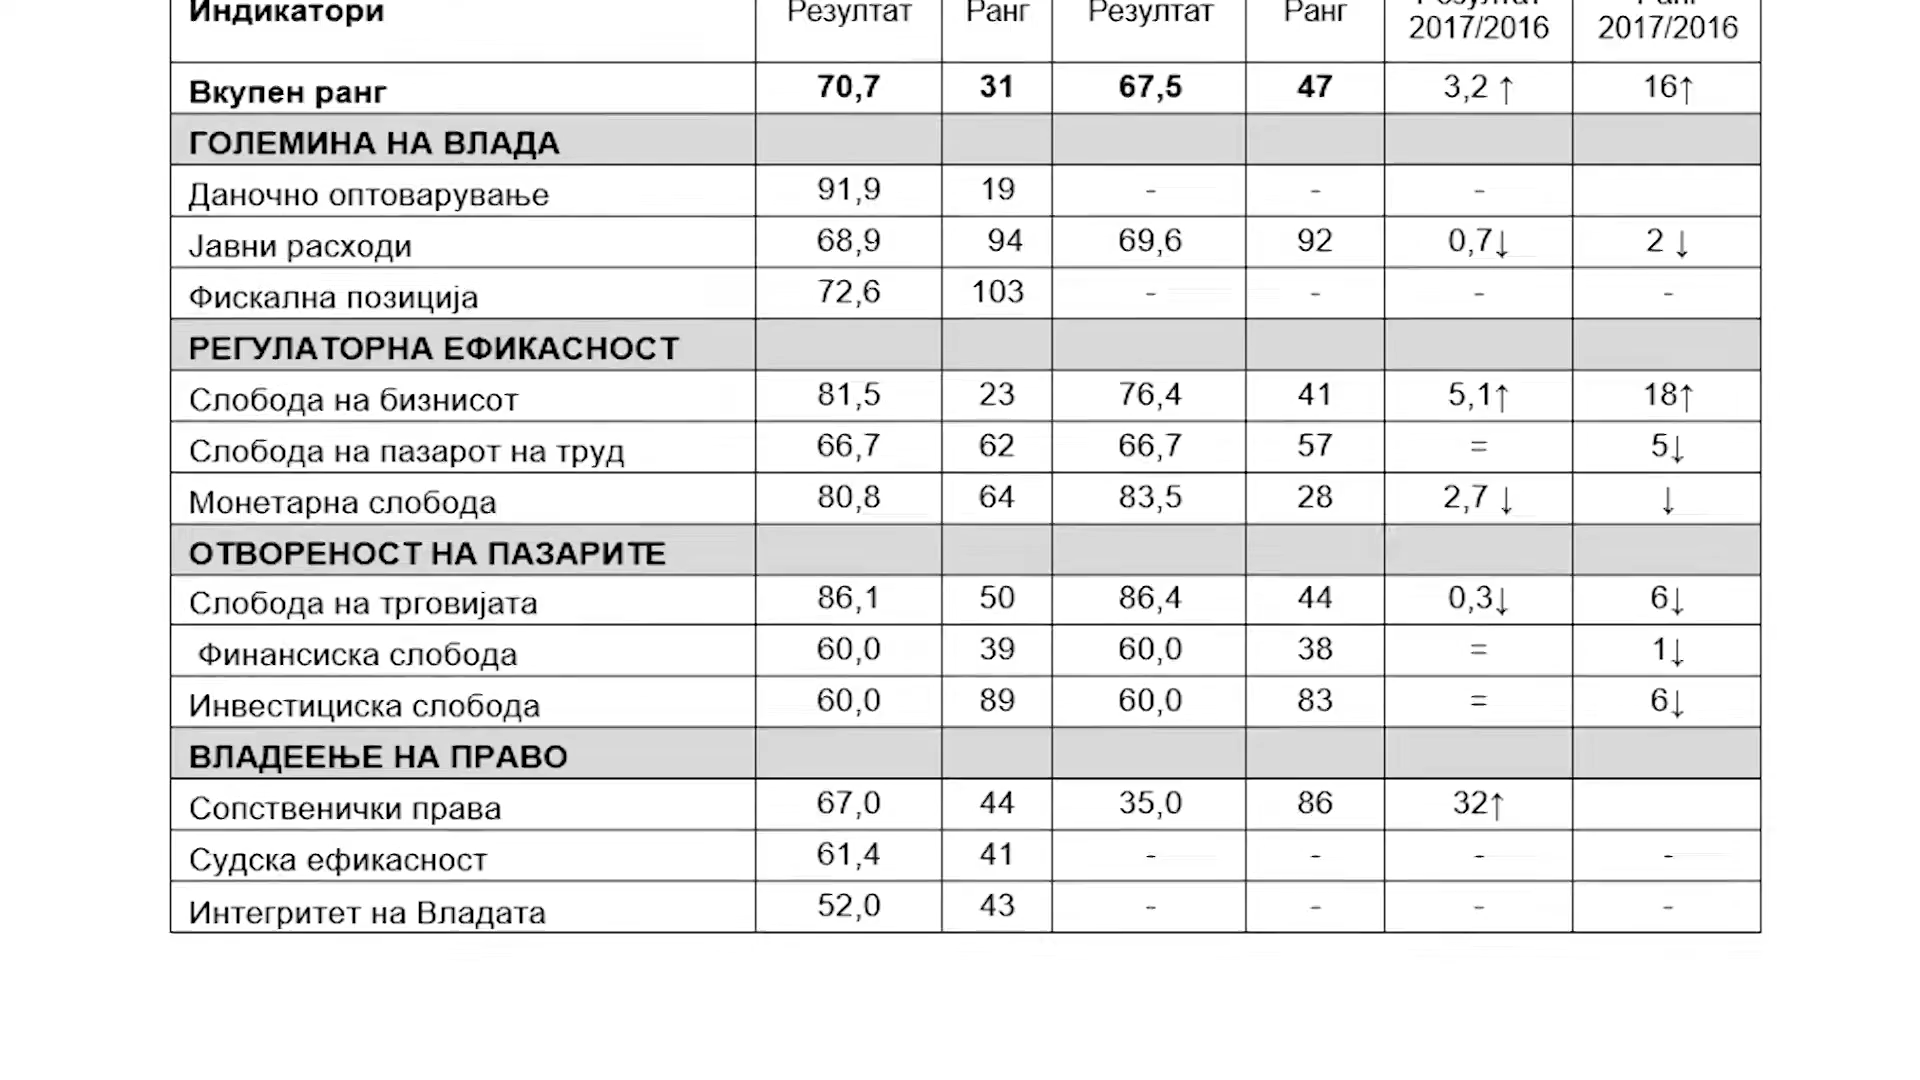 Индикатори Резултат Ранг Резултат Ранг Резултат Ранг
2017/2016 2017/2016
Вкупен ранг 70,7 31 67,5 47 3,2 ↑ 16↑
ГОЛЕМИНА НА ВЛАДА
Даночно оптоварување 91,9 19 - - -
Јавни расходи 68,9 94 69,6 92 0,7↓ 2 ↓
Фискална позиција 72,6 103 - - - -
РЕГУЛАТОРНА ЕФИКАСНОСТ
Слобода на бизнисот 81,5 23 76,4 41 5,1↑ 18↑
Слобода на пазарот на труд 66,7 62 66,7 57 = 5↓
Монетарна слобода 80,8 64 83,5 28 2,7 ↓ ↓
ОТВОРЕНОСТ НА ПАЗАРИТЕ
Слобода на трговијата 86,1 50 86,4 44 0,3↓ 6↓
Финансиска слобода 60,0 39 60,0 38 = 1↓
Инвестициска слобода 60,0 89 60,0 83 = 6↓
ВЛАДЕЕЊЕ НА ПРАВО
Сопственички права 67,0 44 35,0 86 32↑
Судска ефикасност 61,4 41 - - - -
Интегритет на Владата 52,0 43 - - - -